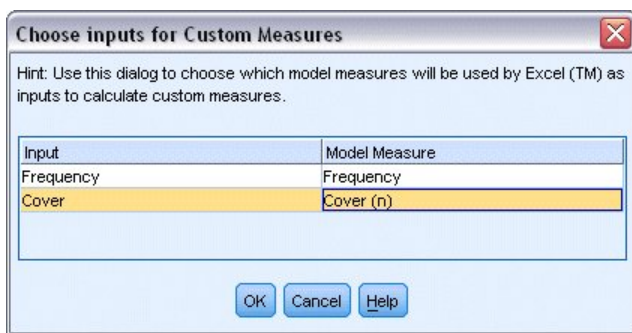 Choose inputs for Custom Measures
Hint: Use this dialog to choose which model measures will be used by Excel (TM) as
inputs to calculate custom measures.
Input Model Measure
Frequency Frequency
Cover Cover (n)
OK Cancel Help